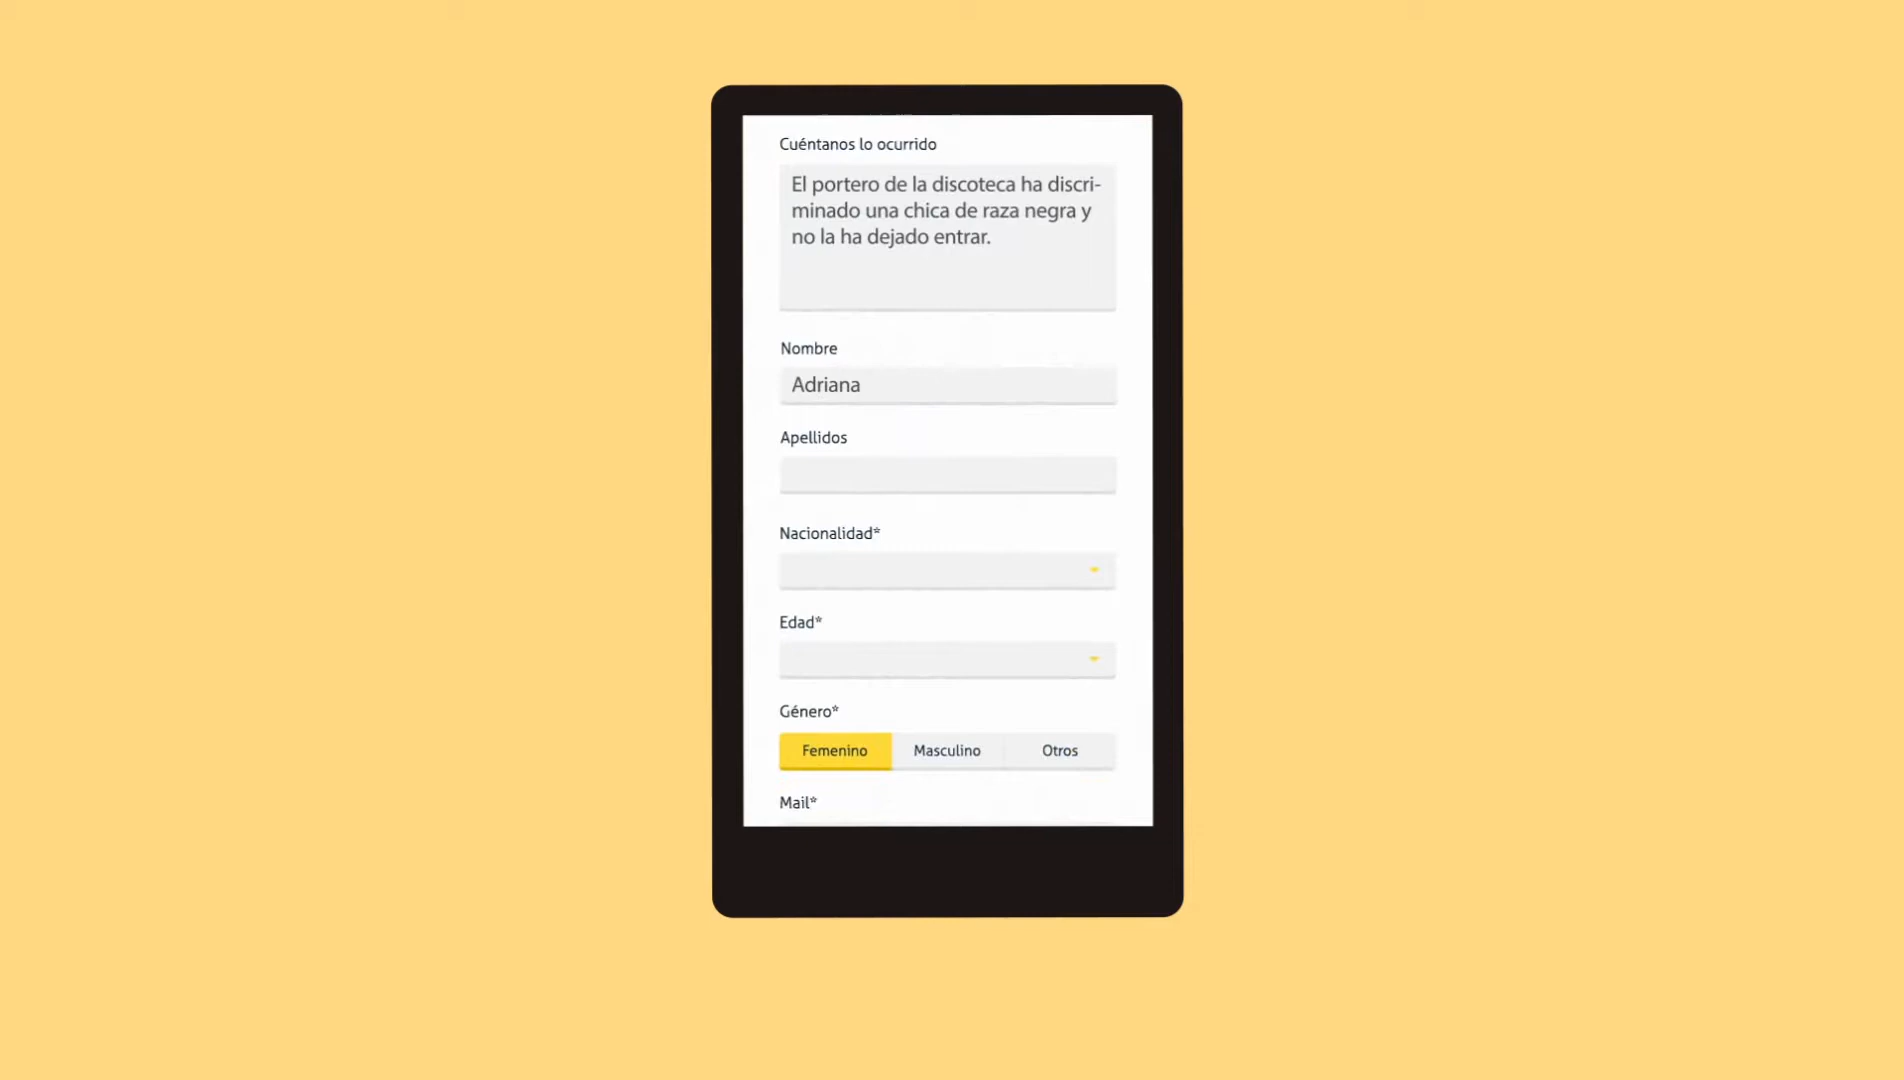 Cuéntanos lo ocurrido
El portero de la discoteca ha discri-
minado una chica de raza negra y
no la ha dejado entrar.
Nombre
Adriana
Apellidos
Nacionalidad*
Edad*
Género*
Femenino Masculino Otros
Mail*